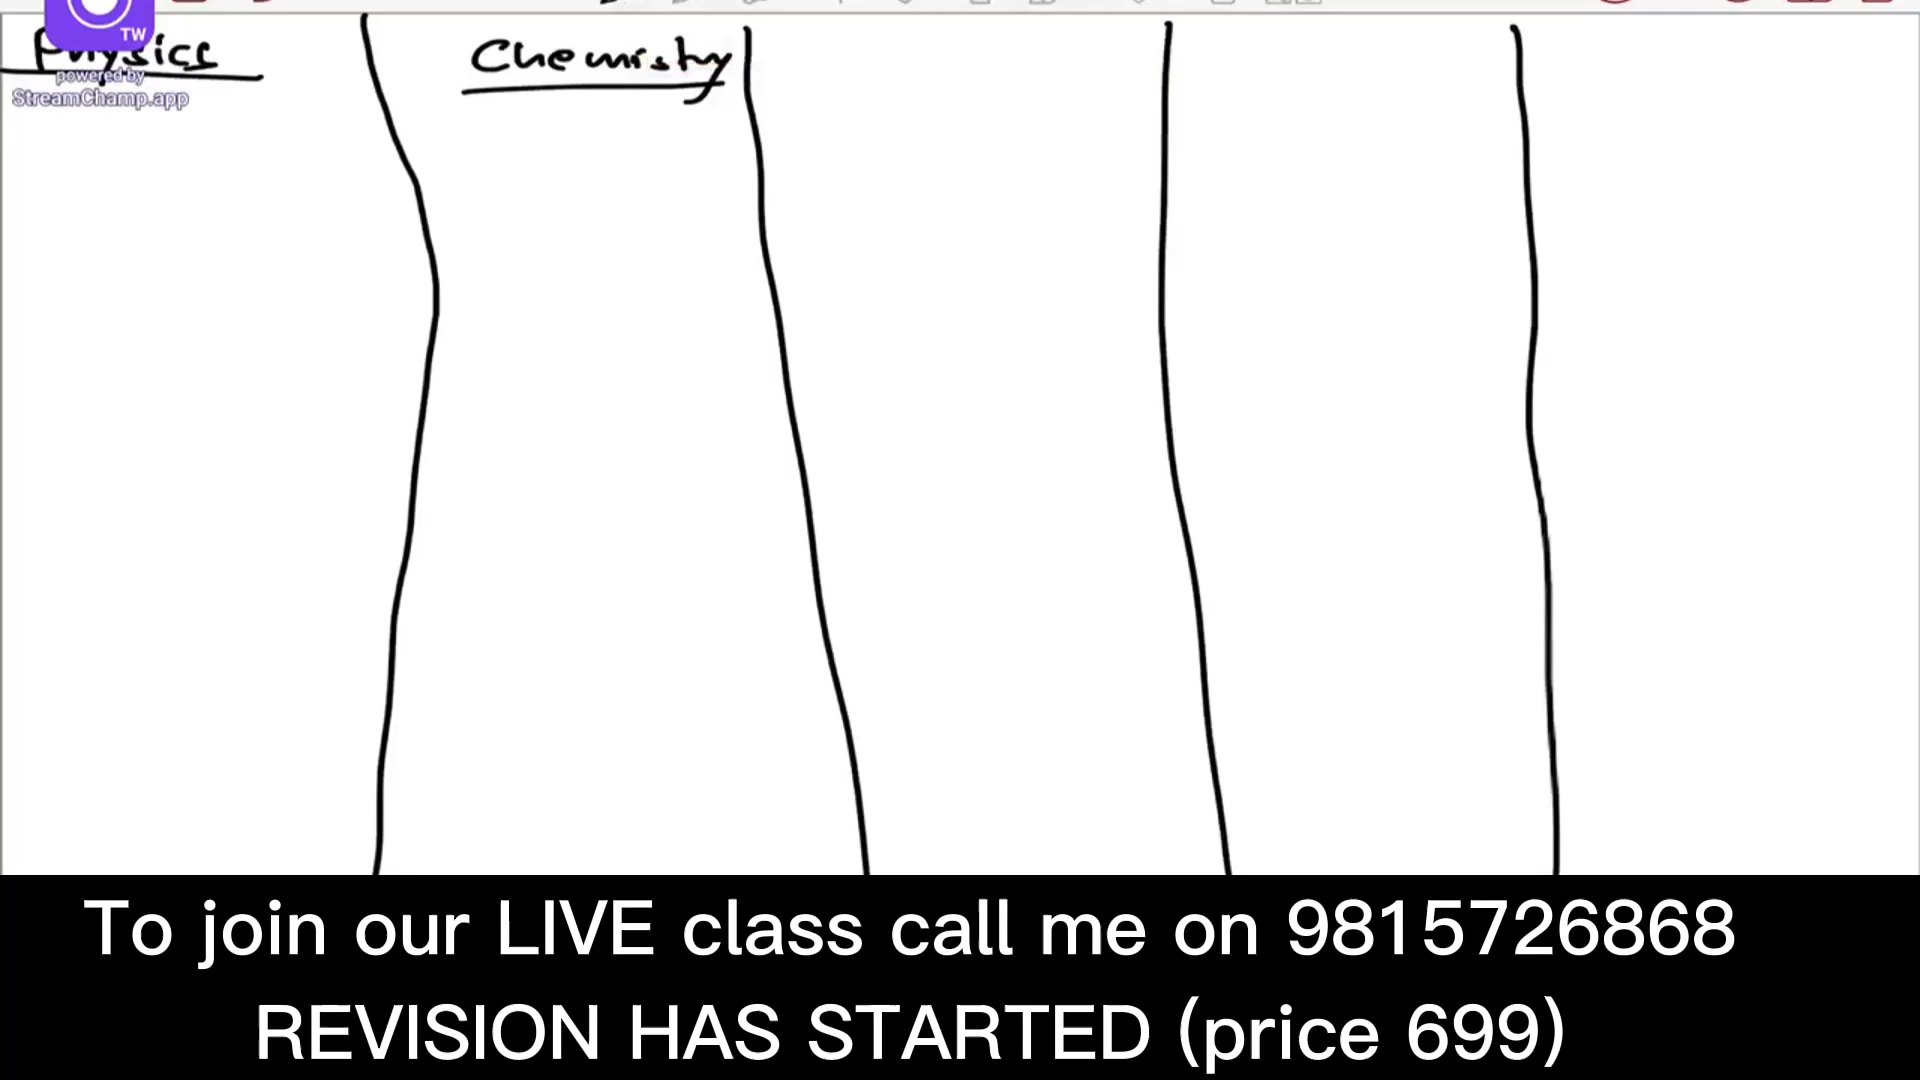 TW
Physics
Chemistry
powered by
StreamChamp.app
To join our LIVE class call me on 9815726868
REVISION HAS STARTED (price 699)